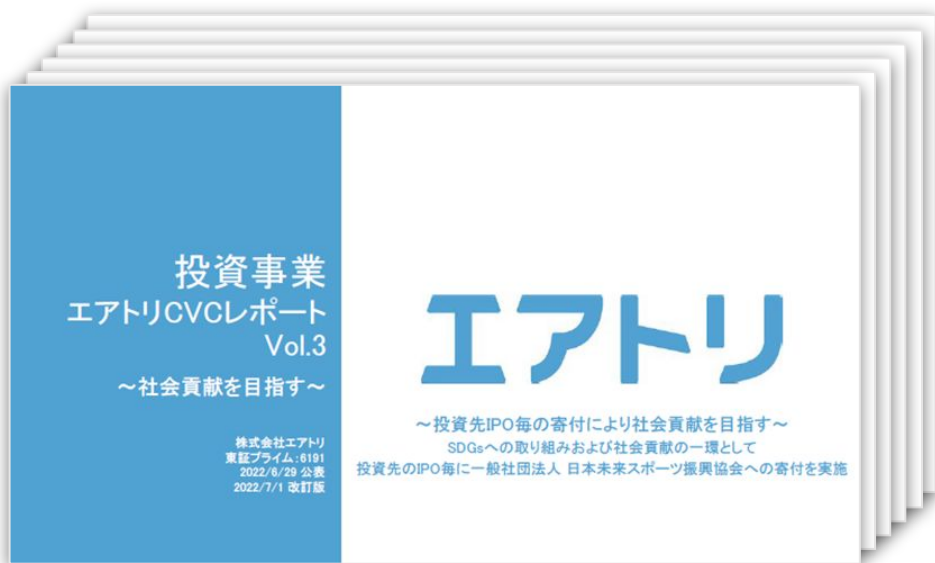 投資事業
エアトリCVCレポート
Vol.3
～社会貢献を目指す～
株式会社エアトリ
東証プライム:6191
2022/6/29 公表
2022/7/1 改訂版
エアトリ
～投資先IPO毎の寄付により社会貢献を目指す～
SDGsへの取り組みおよび社会貢献の一環として
投資先のIPO毎に一般社団法人 日本未来スポーツ振興協会への寄付を実施